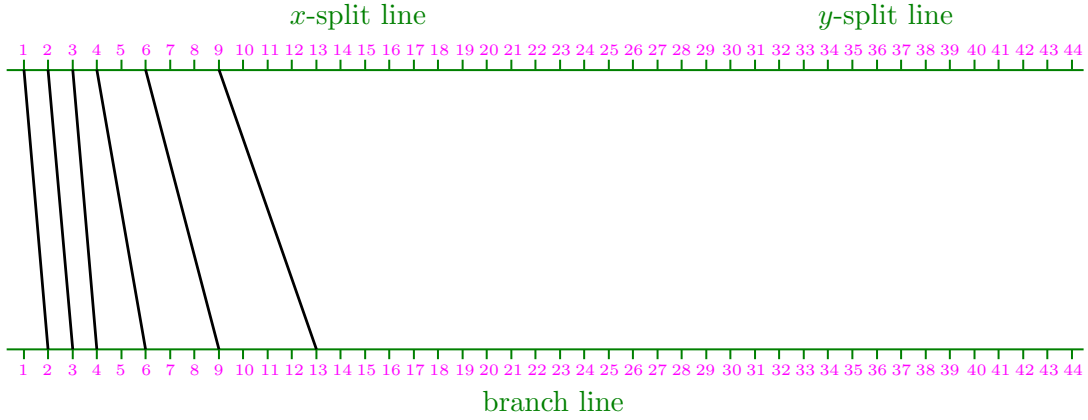 x-split line y-split line
1 2 3 4 5 6 7 8 9 10 11 12 13 14 15 16 17 18 19 20 21 22 23 24 25 26 27 28 29 30 31 32 33 34 35 36 37 38 39 40 41 42 43 44
1 2 3 4 5 6 7 8 9 10 11 12 13 14 15 16 17 18 19 20 21 22 23 24 25 26 27 28 29 30 31 32 33 34 35 36 37 38 39 40 41 42 43 44
branch line